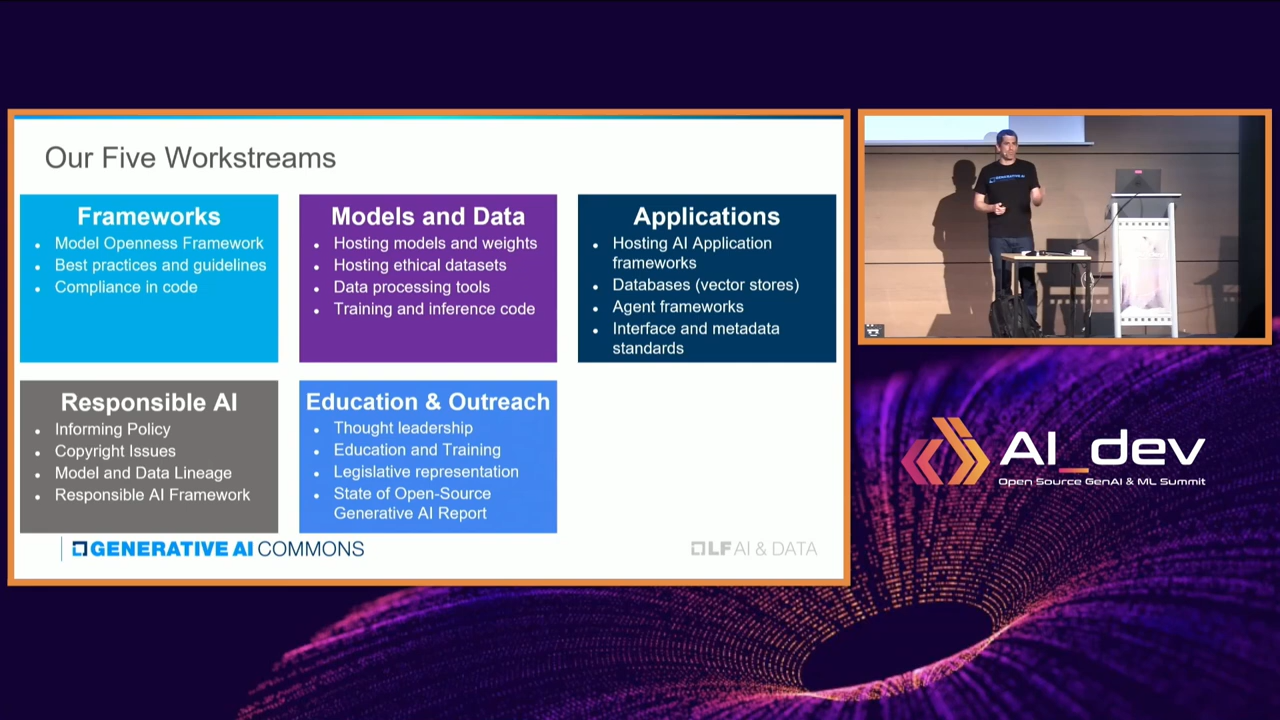 Our Five Workstreams
Frameworks
Model Openness Framework
Best practices and guidelines
Compliance in code
Models and Data
Hosting models and weights
Hosting ethical datasets
Data processing tools
Training and inference code
Applications
Hosting AI Application
frameworks
Databases (vector stores)
Agent frameworks
Interface and metadata
standards
Responsible AI
Informing Policy
Copyright Issues
Model and Data Lineage
Responsible AI Framework
Education & Outreach
Thought leadership
Education and Training
Legislative representation
State of Open-Source
Generative AI Report
GENERATIVE AI COMMONS
LF AI & DATA
GENERATIVE AI
AI_dev
Open Source GenAI & ML Summit